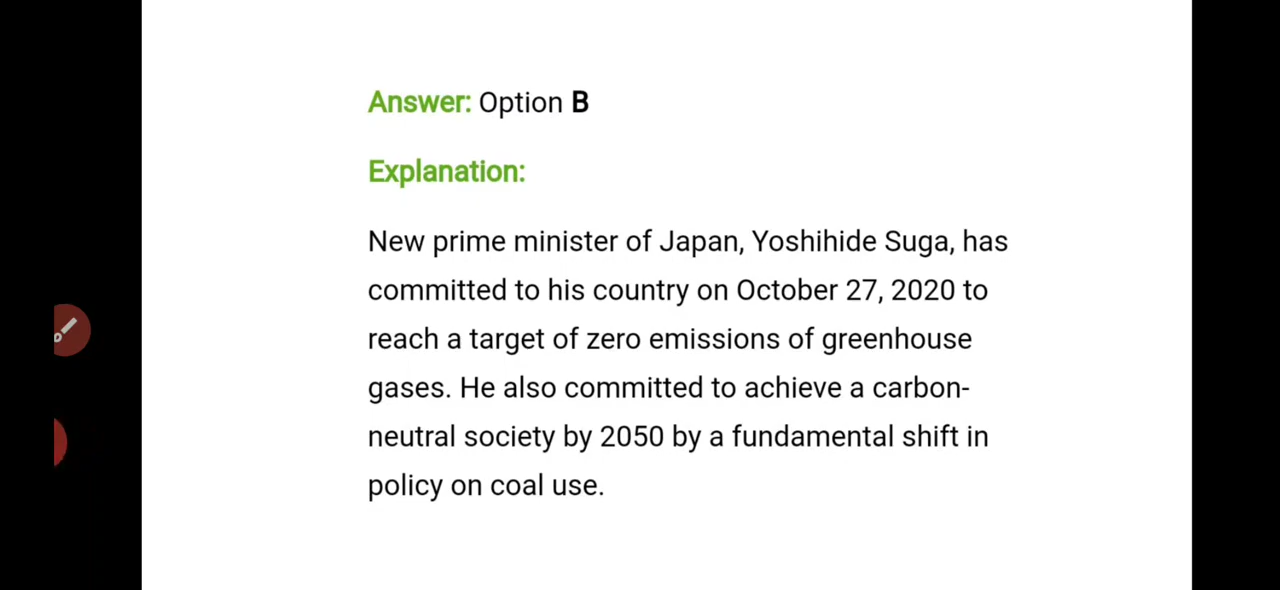 Answer: Option B
Explanation:
New prime minister of Japan, Yoshihide Suga, has
committed to his country on October 27, 2020 to
reach a target of zero emissions of greenhouse
gases. He also committed to achieve a carbon-
neutral society by 2050 by a fundamental shift in
policy on coal use.